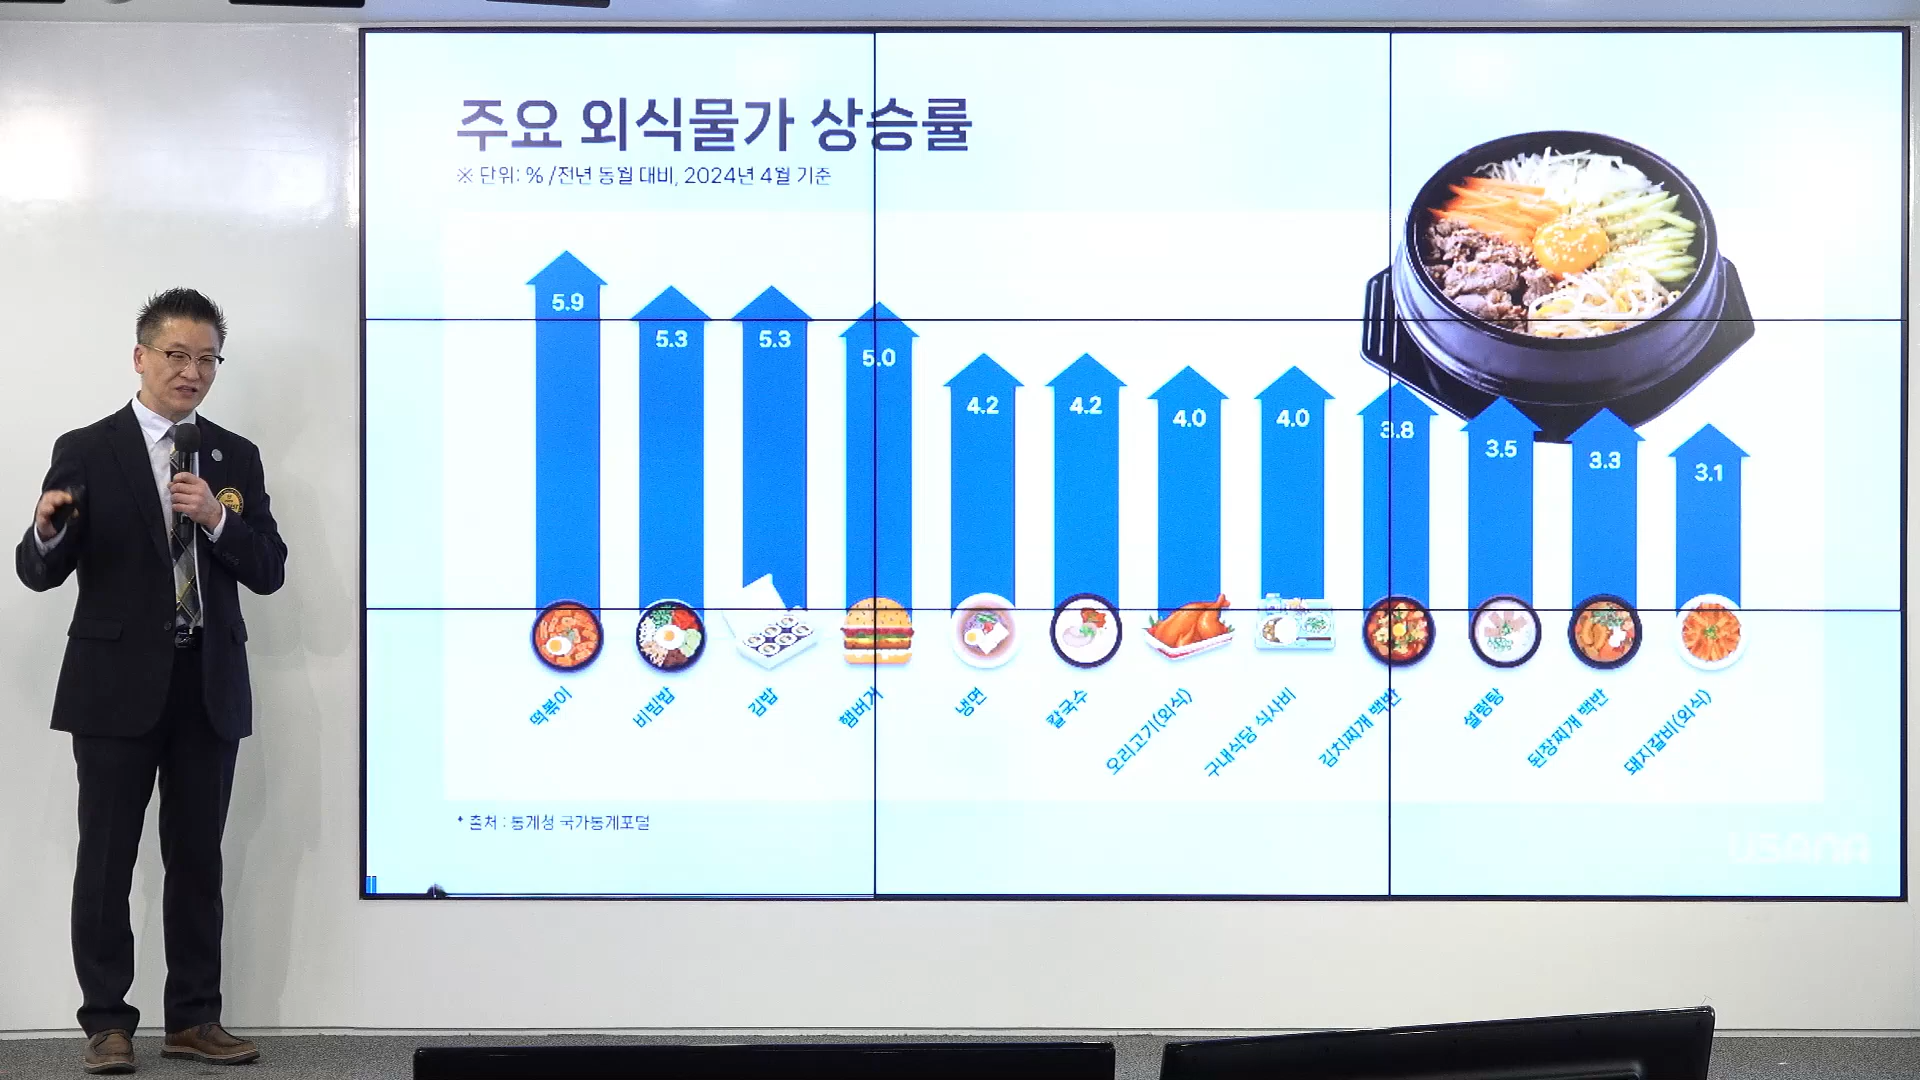 주요 외식물가 상승률
※ 단위: % /전년 동월 대비, 2024년 4월 기준
5.9
5.3
5.3
5.0
4.2
4.2
4.0
4.0
3.8
3.5
3.3
3.1
떡볶이
비빔밥
김밥
햄버거
냉면
칼국수
오리고기(외식)
구내식당 식사비
김치찌개 백반
설렁탕
된장찌개 백반
돼지갈비(외식)
* 출처 : 통계청 국가통계포털
USANA